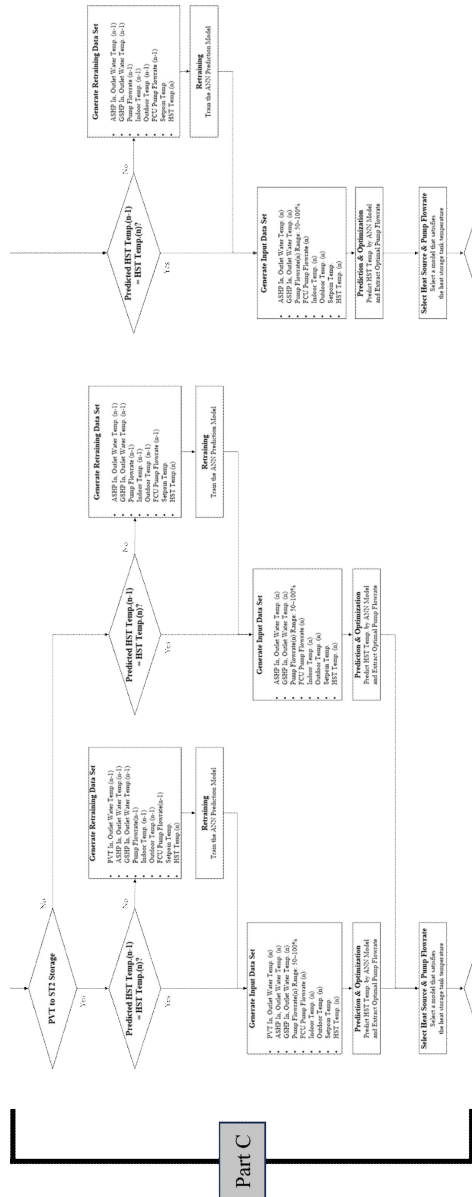 PVT to ST2 Storage
No
Yes
Predicted HST Temp.(n-1)
= HST Temp.(n)?
No
Yes
Generate Retraining Data Set
• PVT In, Outlet Water Temp.(n-1)
• ASHP In, Outlet Water Temp.(n-1)
• GSHP In, Outlet Water Temp.(n-1)
• Pump Flowrate(n-1)
• Indoor Temp. (n-1)
• Outdoor Temp.(n-1)
• FCU Pump Flowrate(n-1)
• Setpoin Temp.
• HST Temp.(n)
Retraining
Train the ANN Prediction Model
Generate Input Data Set
• PVT In, Outlet Water Temp. (n)
• ASHP In, Outlet Water Temp. (n)
• GSHP In, Outlet Water Temp. (n)
• Pump Flowrate(n) Range: 50~100%
• FCU Pump Flowrate (n)
• Indoor Temp. (n)
• Outdoor Temp. (n)
• Setpoin Temp.
• HST Temp. (n)
Prediction & Optimization
Predict HST Temp. by ANN Model
and Extract Optimal Pump Flowrate
Select Heat Source & Pump Flowrate
Select a model that satisfies
the heat storage tank temperature
Predicted HST Temp.(n-1)
= HST Temp.(n)?
No
Yes
Generate Retraining Data Set
• ASHP In, Outlet Water Temp. (n-1)
• GSHP In, Outlet Water Temp. (n-1)
• Pump Flowrate (n-1)
• Indoor Temp. (n-1)
• Outdoor Temp. (n-1)
• FCU Pump Flowrate (n-1)
• Setpoin Temp.
• HST Temp.(n)
Retraining
Train the ANN Prediction Model
Generate Input Data Set
• ASHP In, Outlet Water Temp. (n)
• GSHP In, Outlet Water Temp. (n)
• Pump Flowrate(n) Range: 50~100%
• FCU Pump Flowrate (n)
• Indoor Temp. (n)
• Outdoor Temp. (n)
• Setpoin Temp.
• HST Temp. (n)
Prediction & Optimization
Predict HST Temp. by ANN Model
and Extract Optimal Pump Flowrate
Predicted HST Temp.(n-1)
= HST Temp.(n)?
No
Yes
Generate Retraining Data Set
• ASHP In, Outlet Water Temp. (n-1)
• GSHP In, Outlet Water Temp. (n-1)
• Pump Flowrate (n-1)
• Indoor Temp. (n-1)
• Outdoor Temp. (n-1)
• FCU Pump Flowrate (n-1)
• Setpoin Temp.
• HST Temp. (n)
Retraining
Train the ANN Prediction Model
Generate Input Data Set
• ASHP In, Outlet Water Temp. (n)
• GSHP In, Outlet Water Temp. (n)
• Pump Flowrate(n) Range: 50~100%
• FCU Pump Flowrate (n)
• Indoor Temp. (n)
• Outdoor Temp. (n)
• Setpoin Temp.
• HST Temp. (n)
Prediction & Optimization
Predict HST Temp. by ANN Model
and Extract Optimal Pump Flowrate
Select Heat Source & Pump Flowrate
Select a model that satisfies
the heat storage tank temperature
Part C